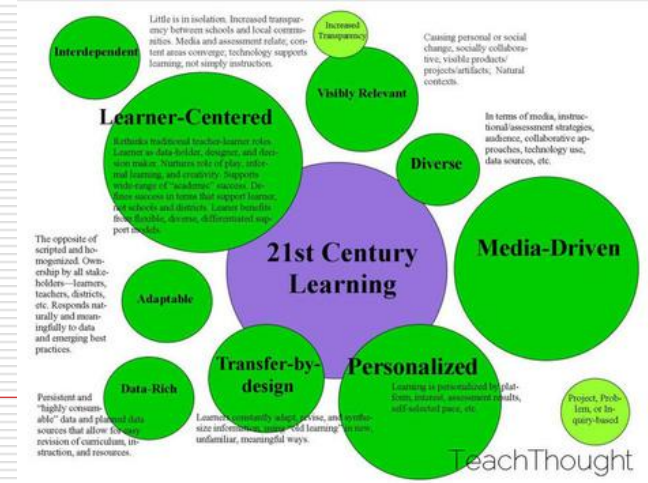 Interdependent
Little is in isolation. Increased transpar-
ency between schools and local commu-
nities. Media and assessment relate, con-
tent areas converge, technology supports
learning, not simply instruction.
Increased
Transparency
Visibly Relevant
Causing personal or social
change, socially collabora-
tive, visible products/
projects/artifacts, Natural
contexts.
Learner-Centered
Rethinks traditional teacher-learner roles.
Learner as data-holder, designer, and deci-
sion maker. Nurtures role of play, infor-
mal learning, and creativity. Supports
wide-range of "academic" success. De-
fines success in terms that support learner,
not schools and districts. Learner benefits
from flexible, diverse, differentiated sup-
port models.
Diverse
In terms of media, instruc-
tional/assessment strategies,
audience, collaborative ap-
proaches, technology use,
data sources, etc.
21st Century
Learning
Media-Driven
The opposite of
scripted and ho-
mogenized. Own-
ership by all stake-
holders—learners,
teachers, districts,
etc. Responds nat-
urally and mean-
ingfully to data
and emerging best
practices.
Adaptable
Data-Rich
Persistent and
"highly consum-
able" data and planned data
sources that allow for easy
revision of curriculum, in-
struction, and resources.
Transfer-by-
design
Learners constantly adapt, revise, and synthe-
size information, using "old learning" in new,
unfamiliar, meaningful ways.
Personalized
Learning is personalized by plat-
form, interest, assessment results,
self-selected pace, etc.
Project, Prob-
lem, or In-
quiry-based
TeachThought